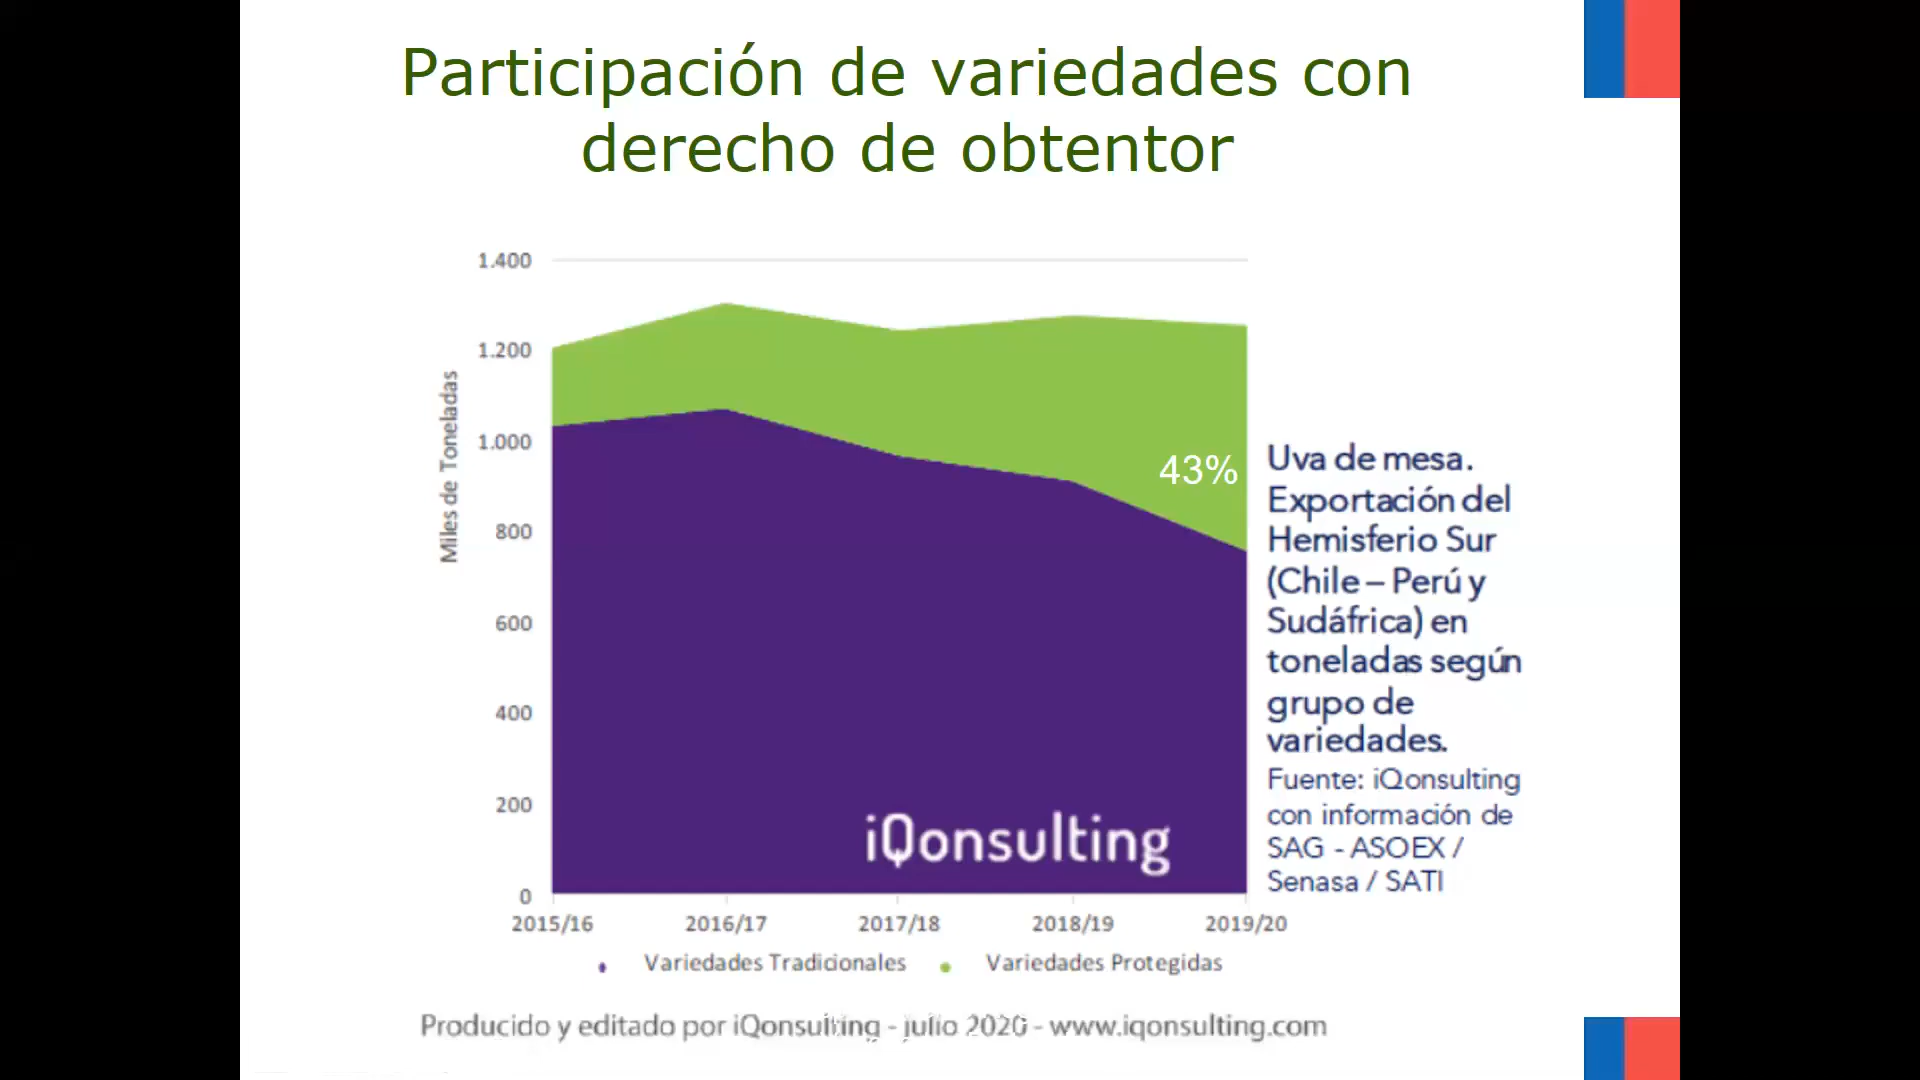 Participación de variedades con
derecho de obtentor
1.400
1.200
1.000
800
600
400
200
0
Miles de Toneladas
43%
iQonsulting
2015/16
2016/17
2017/18
2018/19
2019/20
Variedades Tradicionales
Variedades Protegidas
Uva de mesa.
Exportación del
Hemisferio Sur
(Chile – Perú y
Sudáfrica) en
toneladas según
grupo de
variedades.
Fuente: iQonsulting
con información de
SAG - ASOEX /
Senasa / SATI
Producido y editado por iQonsulting - julio 2020 - www.iqonsulting.com